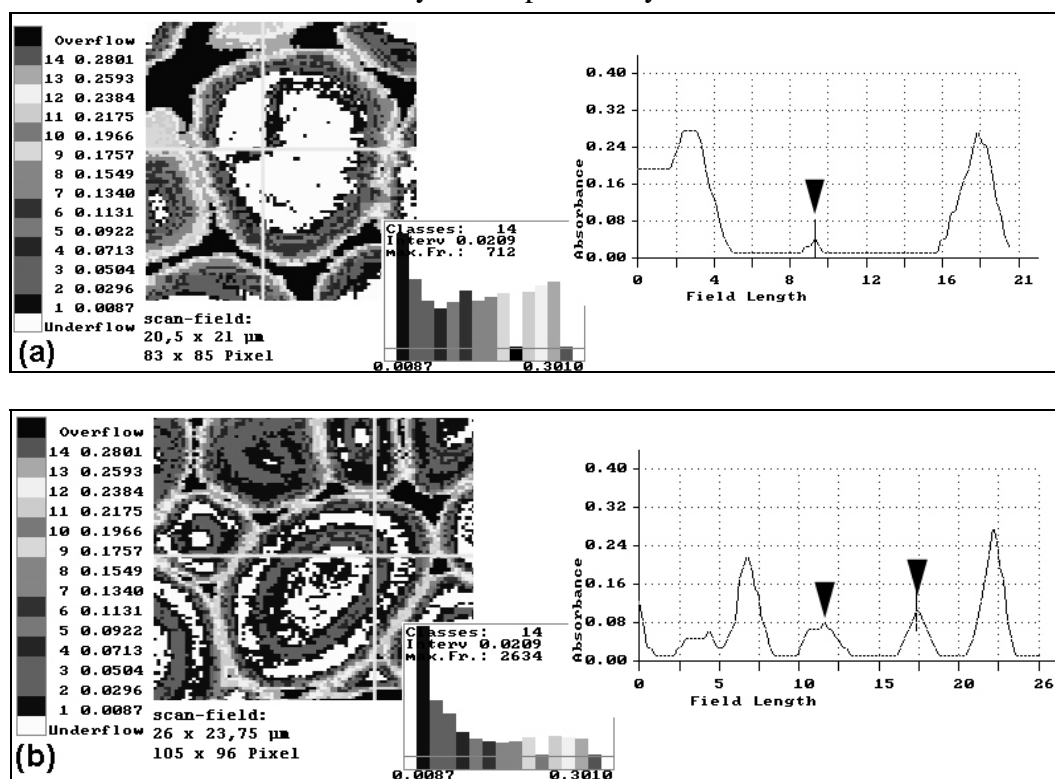 Overflow
14 0.2801
13 0.2593
12 0.2384
11 0.2175
10 0.1966
9 0.1757
8 0.1549
7 0.1340
6 0.1131
5 0.0922
4 0.0713
3 0.0504
2 0.0296
1 0.0087
Underflow
(a)
scan-field:
20,5 x 21 µm
83 x 85 Pixel
Classes: 14
Interv 0.0209
max.Fr.: 712
0.0087 0.3010
Absorbance
0.40
0.32
0.24
0.16
0.08
0.00
0 4 8 12 14 18 21
Field Length
Overflow
14 0.2801
13 0.2593
12 0.2384
11 0.2175
10 0.1966
9 0.1757
8 0.1549
7 0.1340
6 0.1131
5 0.0922
4 0.0713
3 0.0504
2 0.0296
1 0.0087
Underflow
(b)
scan-field:
26 x 23,75 µm
105 x 96 Pixel
Classes: 14
Interv 0.0209
max.Fr.: 2634
0.0087 0.3010
Absorbance
0.40
0.32
0.24
0.16
0.08
0.00
0 5 10 15 22 26
Field Length